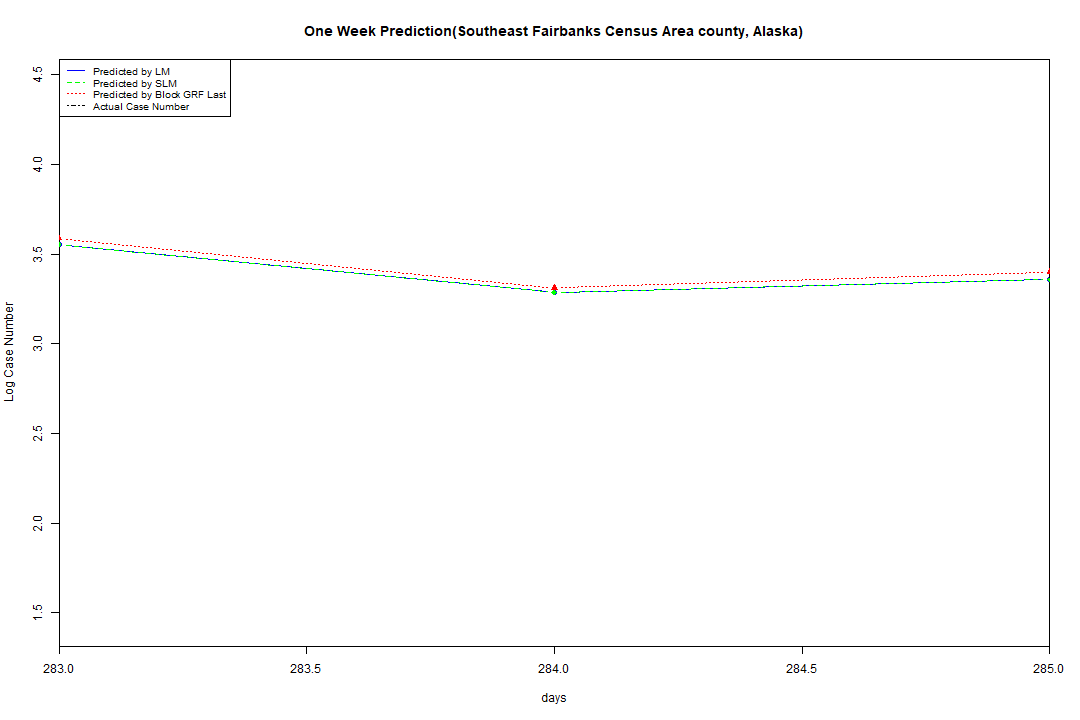 One Week Prediction(Southeast Fairbanks Census Area county, Alaska)
Predicted by LM
Predicted by SLM
Predicted by Block GRF Last
Actual Case Number
4.5
4.0
3.5
3.0
2.5
2.0
1.5
Log Case Number
283.0 283.5 284.0 284.5 285.0
days